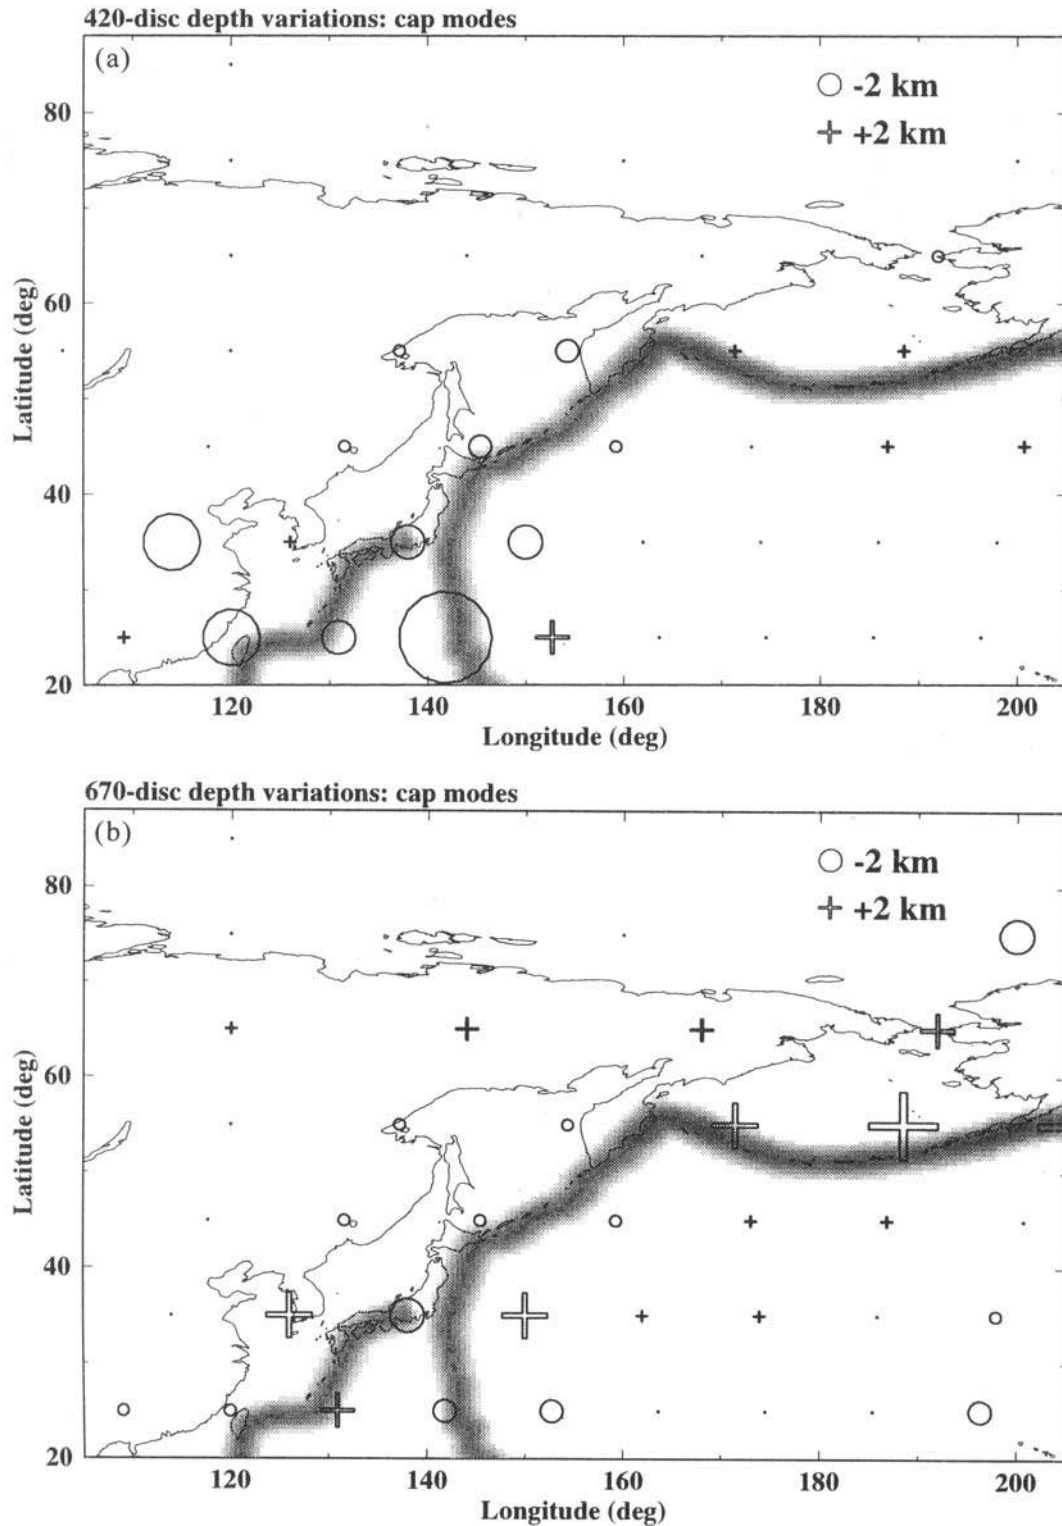 420-disc depth variations: cap modes
(a)
-2 km
+2 km
80
60
40
20
Latitude (deg)
120
140
160
180
200
Longitude (deg)
670-disc depth variations: cap modes
(b)
-2 km
+2 km
80
60
40
20
Latitude (deg)
120
140
160
180
200
Longitude (deg)